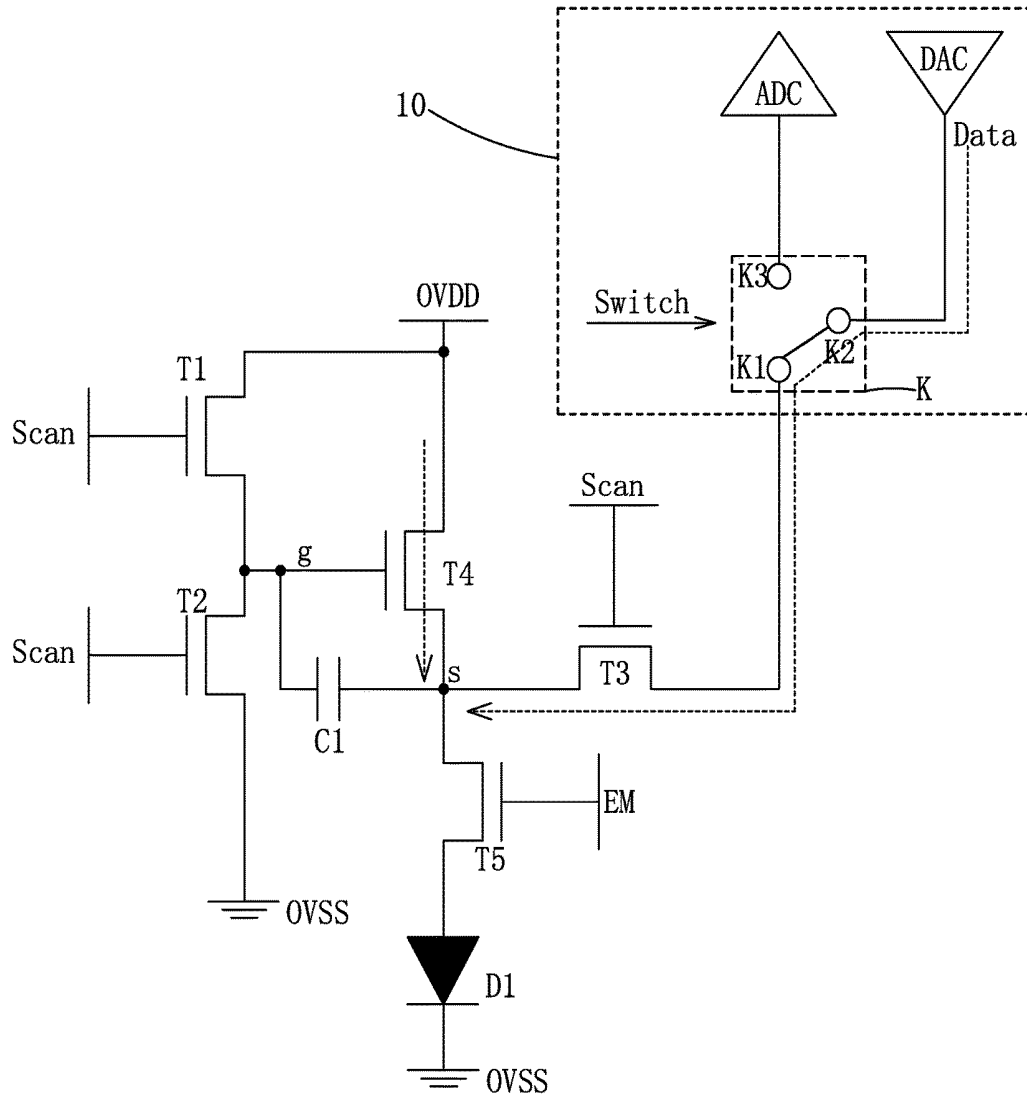 DAC
ADC
10
Data
K3
OVDD
Switch
K2
T1
K1
K
Scan
Scan
g
T4
T2
Scan
s
T3
C1
EM
T5
OVSS
D1
OVSS